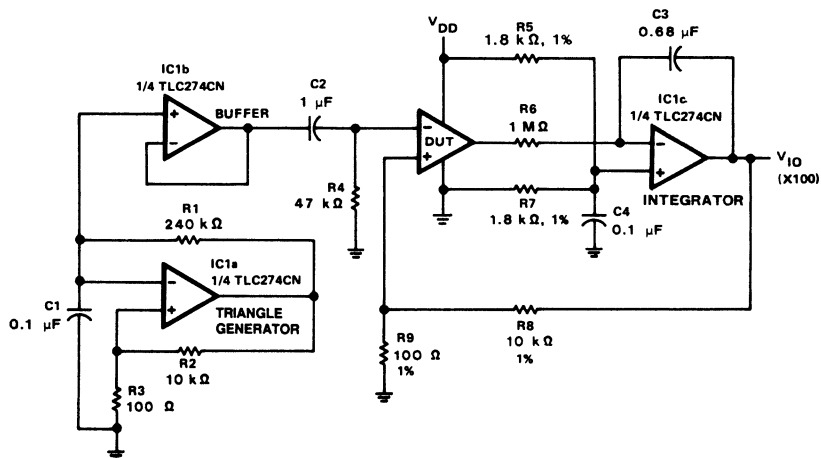 IC1b
1/4 TLC274CN
BUFFER
+
−
C2
1 μF
R4
47 kΩ
R1
240 kΩ
IC1a
1/4 TLC274CN
−
+
TRIANGLE
GENERATOR
C1
0.1 μF
R2
10 kΩ
R3
100 Ω
VDD
R5
1.8 kΩ, 1%
−
DUT
+
R6
1 MΩ
R7
1.8 kΩ, 1%
C4
0.1 μF
C3
0.68 μF
IC1c
1/4 TLC274CN
−
+
INTEGRATOR
VIO
(X100)
R8
10 kΩ
1%
R9
100 Ω
1%